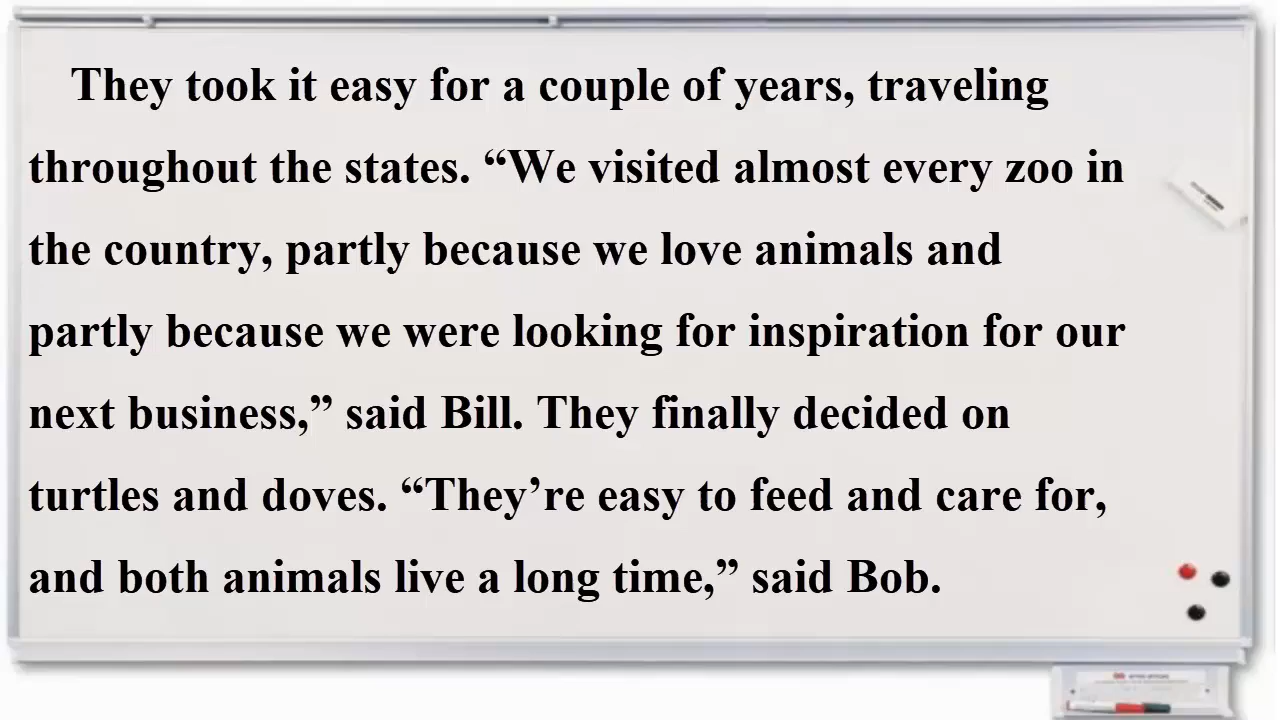 They took it easy for a couple of years, traveling
throughout the states. “We visited almost every zoo in
the country, partly because we love animals and
partly because we were looking for inspiration for our
next business,” said Bill. They finally decided on
turtles and doves. “They’re easy to feed and care for,
and both animals live a long time,” said Bob.